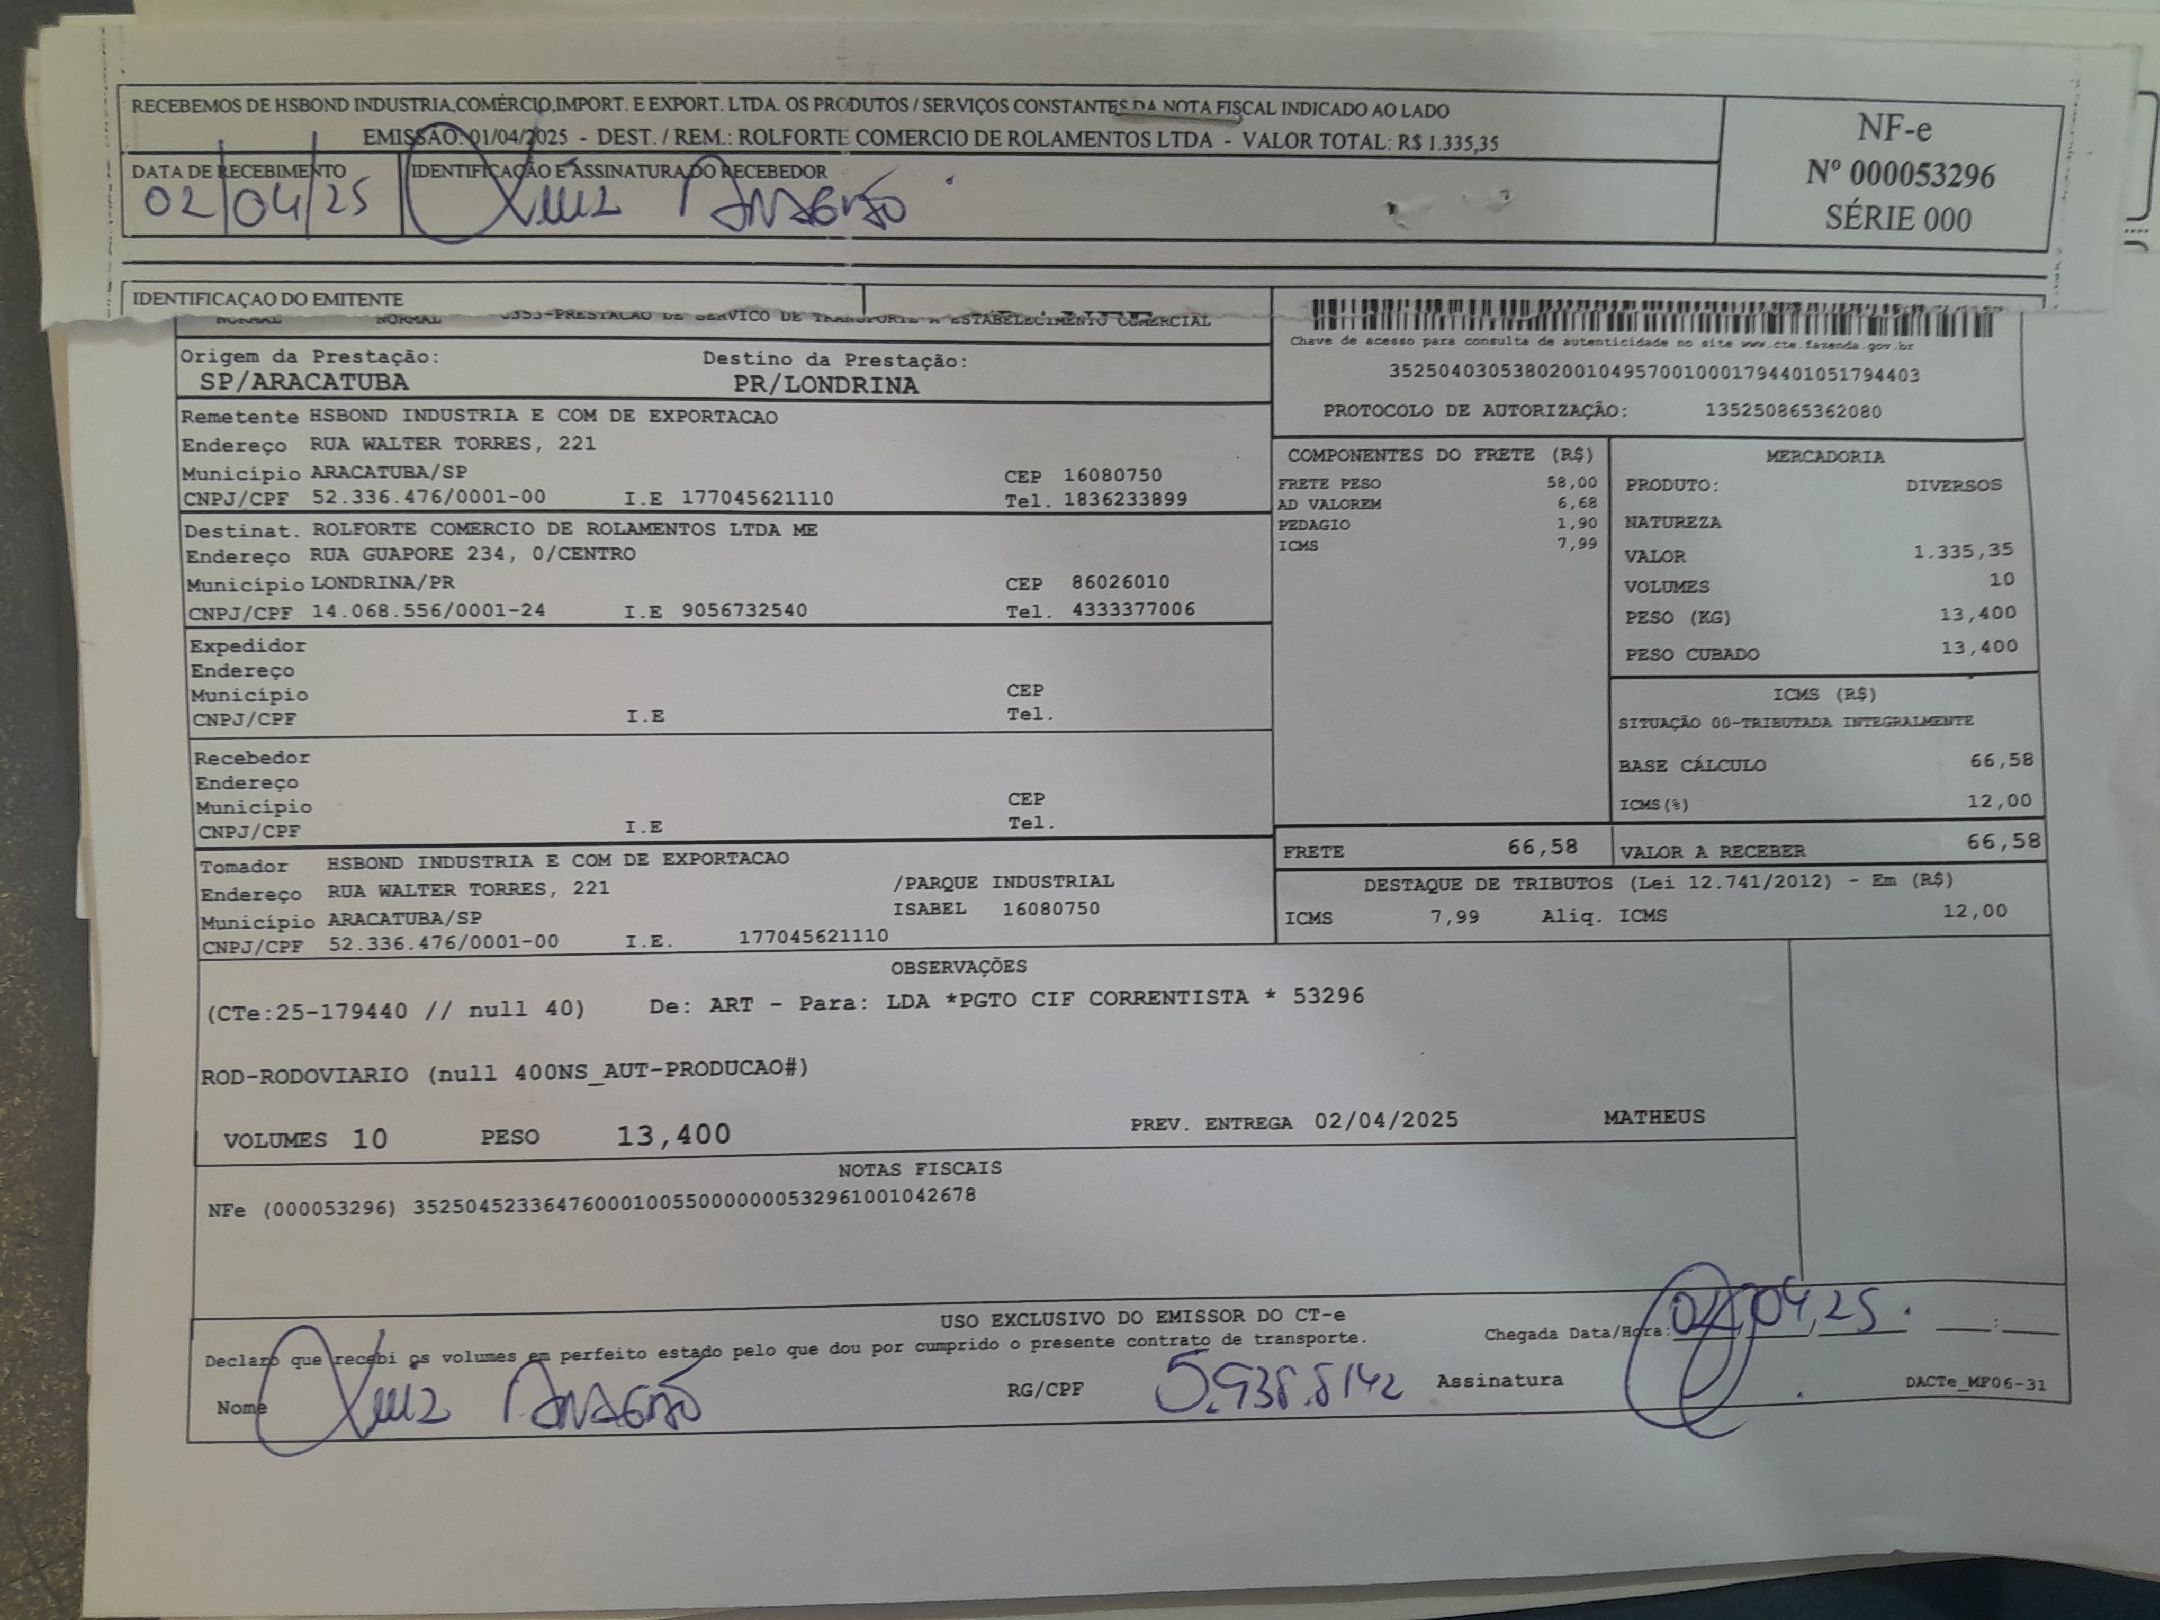 RECEBEMOS DE HSBOND INDUSTRIA,COMÉRCIO,IMPORT. E EXPORT. LTDA. OS PRODUTOS / SERVIÇOS CONSTANTES DA NOTA FISCAL INDICADO AO LADO
EMISSÃO: 01/04/2025 - DEST. / REM.: ROLFORTE COMERCIO DE ROLAMENTOS LTDA - VALOR TOTAL: R$ 1.335,35
NF-e
Nº 000053296
SÉRIE 000
DATA DE RECEBIMENTO
02/04/25
IDENTIFICAÇÃO E ASSINATURA DO RECEBEDOR
Luiz Aragão
IDENTIFICAÇAO DO EMITENTE
NORMAL NORMAL 5353-PRESTACAO DE SERVICO DE TRANSPORTE A ESTABELECIMENTO COMERCIAL
Chave de acesso para consulta de autenticidade no site www.cte.fazenda.gov.br
35250403053802001049570010001794401051794403
PROTOCOLO DE AUTORIZAÇÃO: 135250865362080
Origem da Prestação: Destino da Prestação:
SP/ARACATUBA PR/LONDRINA
Remetente HSBOND INDUSTRIA E COM DE EXPORTACAO
Endereço RUA WALTER TORRES, 221
Município ARACATUBA/SP CEP 16080750
CNPJ/CPF 52.336.476/0001-00 I.E 177045621110 Tel. 1836233899
Destinat. ROLFORTE COMERCIO DE ROLAMENTOS LTDA ME
Endereço RUA GUAPORE 234, 0/CENTRO
Município LONDRINA/PR CEP 86026010
CNPJ/CPF 14.068.556/0001-24 I.E 9056732540 Tel. 4333377006
Expedidor
Endereço
Município CEP
CNPJ/CPF I.E Tel.
Recebedor
Endereço
Município CEP
CNPJ/CPF I.E Tel.
Tomador HSBOND INDUSTRIA E COM DE EXPORTACAO
Endereço RUA WALTER TORRES, 221 /PARQUE INDUSTRIAL
Município ARACATUBA/SP ISABEL 16080750
CNPJ/CPF 52.336.476/0001-00 I.E. 177045621110
COMPONENTES DO FRETE (R$)
FRETE PESO 58,00
AD VALOREM 6,68
PEDAGIO 1,90
ICMS 7,99
MERCADORIA
PRODUTO: DIVERSOS
NATUREZA
VALOR 1.335,35
VOLUMES 10
PESO (KG) 13,400
PESO CUBADO 13,400
ICMS (R$)
SITUAÇÃO 00-TRIBUTADA INTEGRALMENTE
BASE CÁLCULO 66,58
ICMS(%) 12,00
FRETE 66,58 VALOR A RECEBER 66,58
DESTAQUE DE TRIBUTOS (Lei 12.741/2012) - Em (R$)
ICMS 7,99 Aliq. ICMS 12,00
OBSERVAÇÕES
(CTe:25-179440 // null 40) De: ART - Para: LDA *PGTO CIF CORRENTISTA * 53296
ROD-RODOVIARIO (null 400NS_AUT-PRODUCAO#)
VOLUMES 10 PESO 13,400 PREV. ENTREGA 02/04/2025 MATHEUS
NOTAS FISCAIS
NFe (000053296) 35250452336476000100550000000532961001042678
USO EXCLUSIVO DO EMISSOR DO CT-e
Declaro que recebi os volumes em perfeito estado pelo que dou por cumprido o presente contrato de transporte.
Chegada Data/Hora: 02/04/25
Nome Luiz Aragão RG/CPF 5.938.8142 Assinatura
DACTe_MF06-31